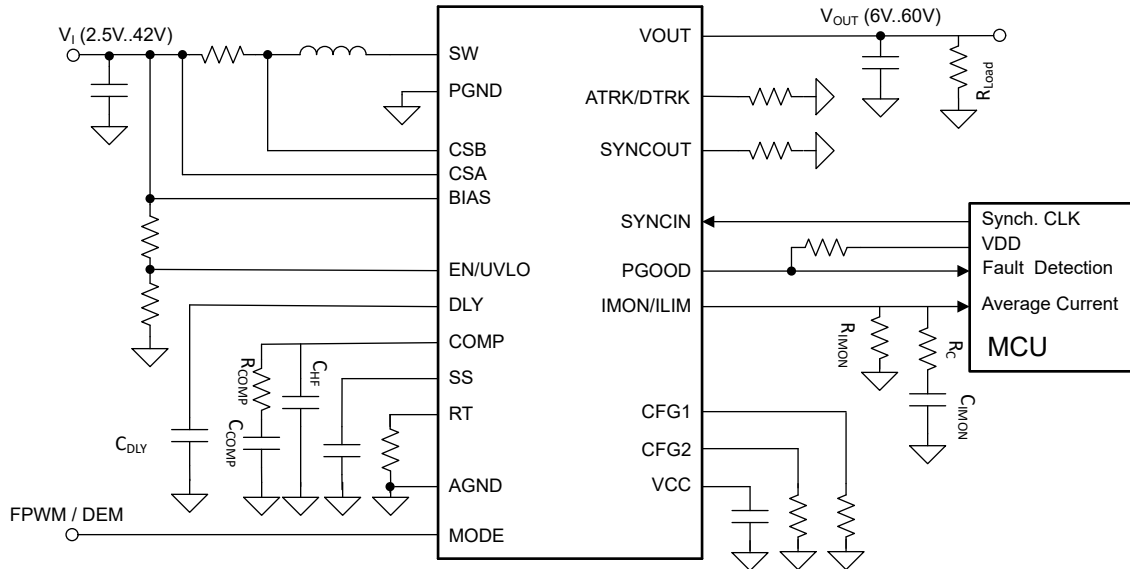 V_I (2.5V..42V)
SW
PGND
CSB
CSA
BIAS
EN/UVLO
DLY
COMP
SS
RT
AGND
MODE
R_COMP
C_HF
C_COMP
C_DLY
FPWM / DEM
VOUT
ATRK/DTRK
SYNCOUT
SYNCIN
PGOOD
IMON/ILIM
CFG1
CFG2
VCC
V_OUT (6V..60V)
R_Load
Synch. CLK
VDD
Fault Detection
Average Current
MCU
R_IMON
R_C
C_IMON